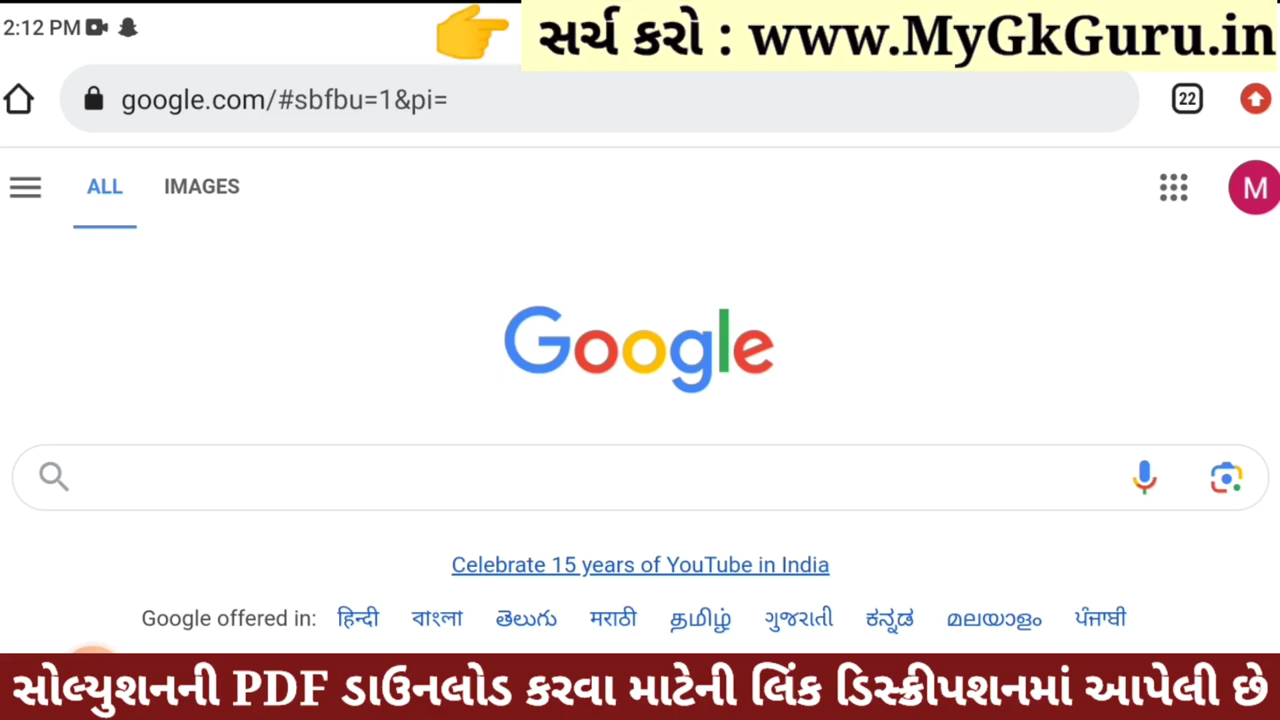 2:12 PM
સર્ચ કરો : www.MyGkGuru.in
google.com/#sbfbu=1&pi=
22
ALL IMAGES
M
Google
Celebrate 15 years of YouTube in India
Google offered in: हिन्दी বাংলা తెలుగు मराठी தமிழ் ગુજરાતી ಕನ್ನಡ മലയാളം ਪੰਜਾਬੀ
સોલ્યુશનની PDF ડાઉનલોડ કરવા માટેની લિંક ડિસ્ક્રીપશનમાં આપેલી છે